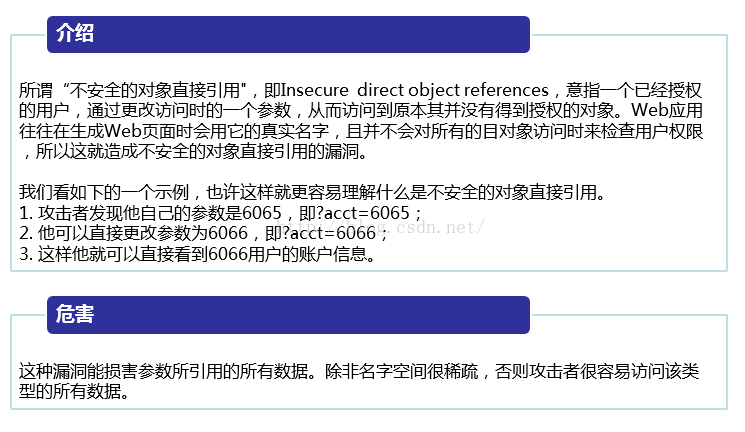 介绍
所谓“不安全的对象直接引用"，即Insecure direct object references，意指一个已经授权
的用户，通过更改访问时的一个参数，从而访问到原本其并没有得到授权的对象。Web应用
往往在生成Web页面时会用它的真实名字，且并不会对所有的目对象访问时来检查用户权限
，所以这就造成不安全的对象直接引用的漏洞。
我们看如下的一个示例，也许这样就更容易理解什么是不安全的对象直接引用。
1. 攻击者发现他自己的参数是6065，即?acct=6065；
2. 他可以直接更改参数为6066，即?acct=6066；
http://blog.csdn.net/
3. 这样他就可以直接看到6066用户的账户信息。
危害
这种漏洞能损害参数所引用的所有数据。除非名字空间很稀疏，否则攻击者很容易访问该类
型的所有数据。